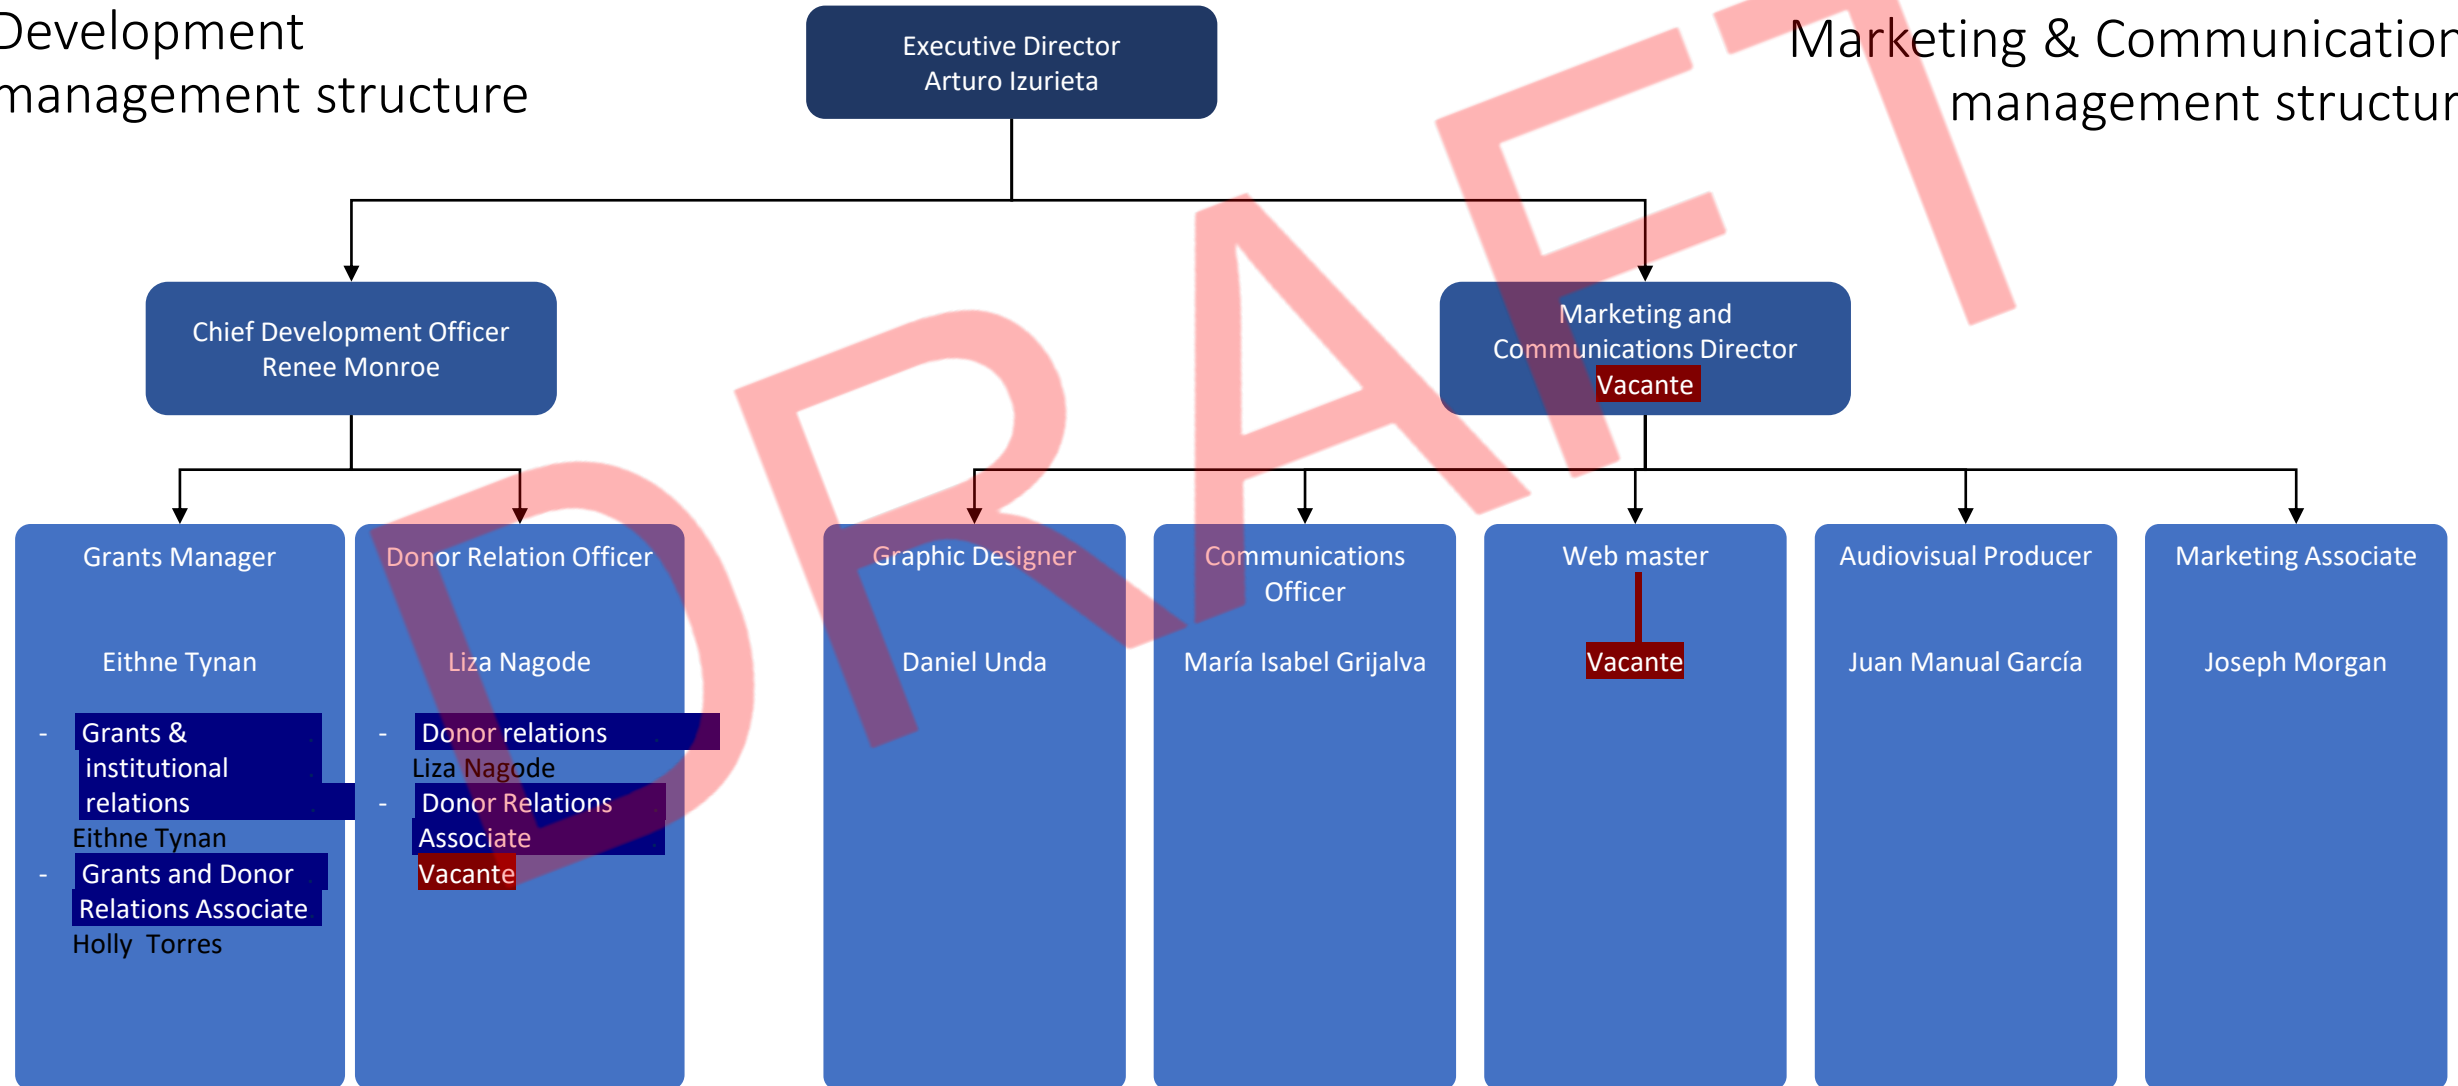 Development
management structure
Executive Director
Arturo Izurieta
Marketing & Communication
management structur
Chief Development Officer
Renee Monroe
Marketing and
Communications Director
Vacante
Grants Manager
Eithne Tynan
- Grants &
institutional
relations
Eithne Tynan
- Grants and Donor
Relations Associate
Holly Torres
Donor Relation Officer
Liza Nagode
- Donor relations
Liza Nagode
- Donor Relations
Associate
Vacante
Graphic Designer
Daniel Unda
Communications
Officer
María Isabel Grijalva
Web master
Vacante
Audiovisual Producer
Juan Manual García
Marketing Associate
Joseph Morgan
DRAFT